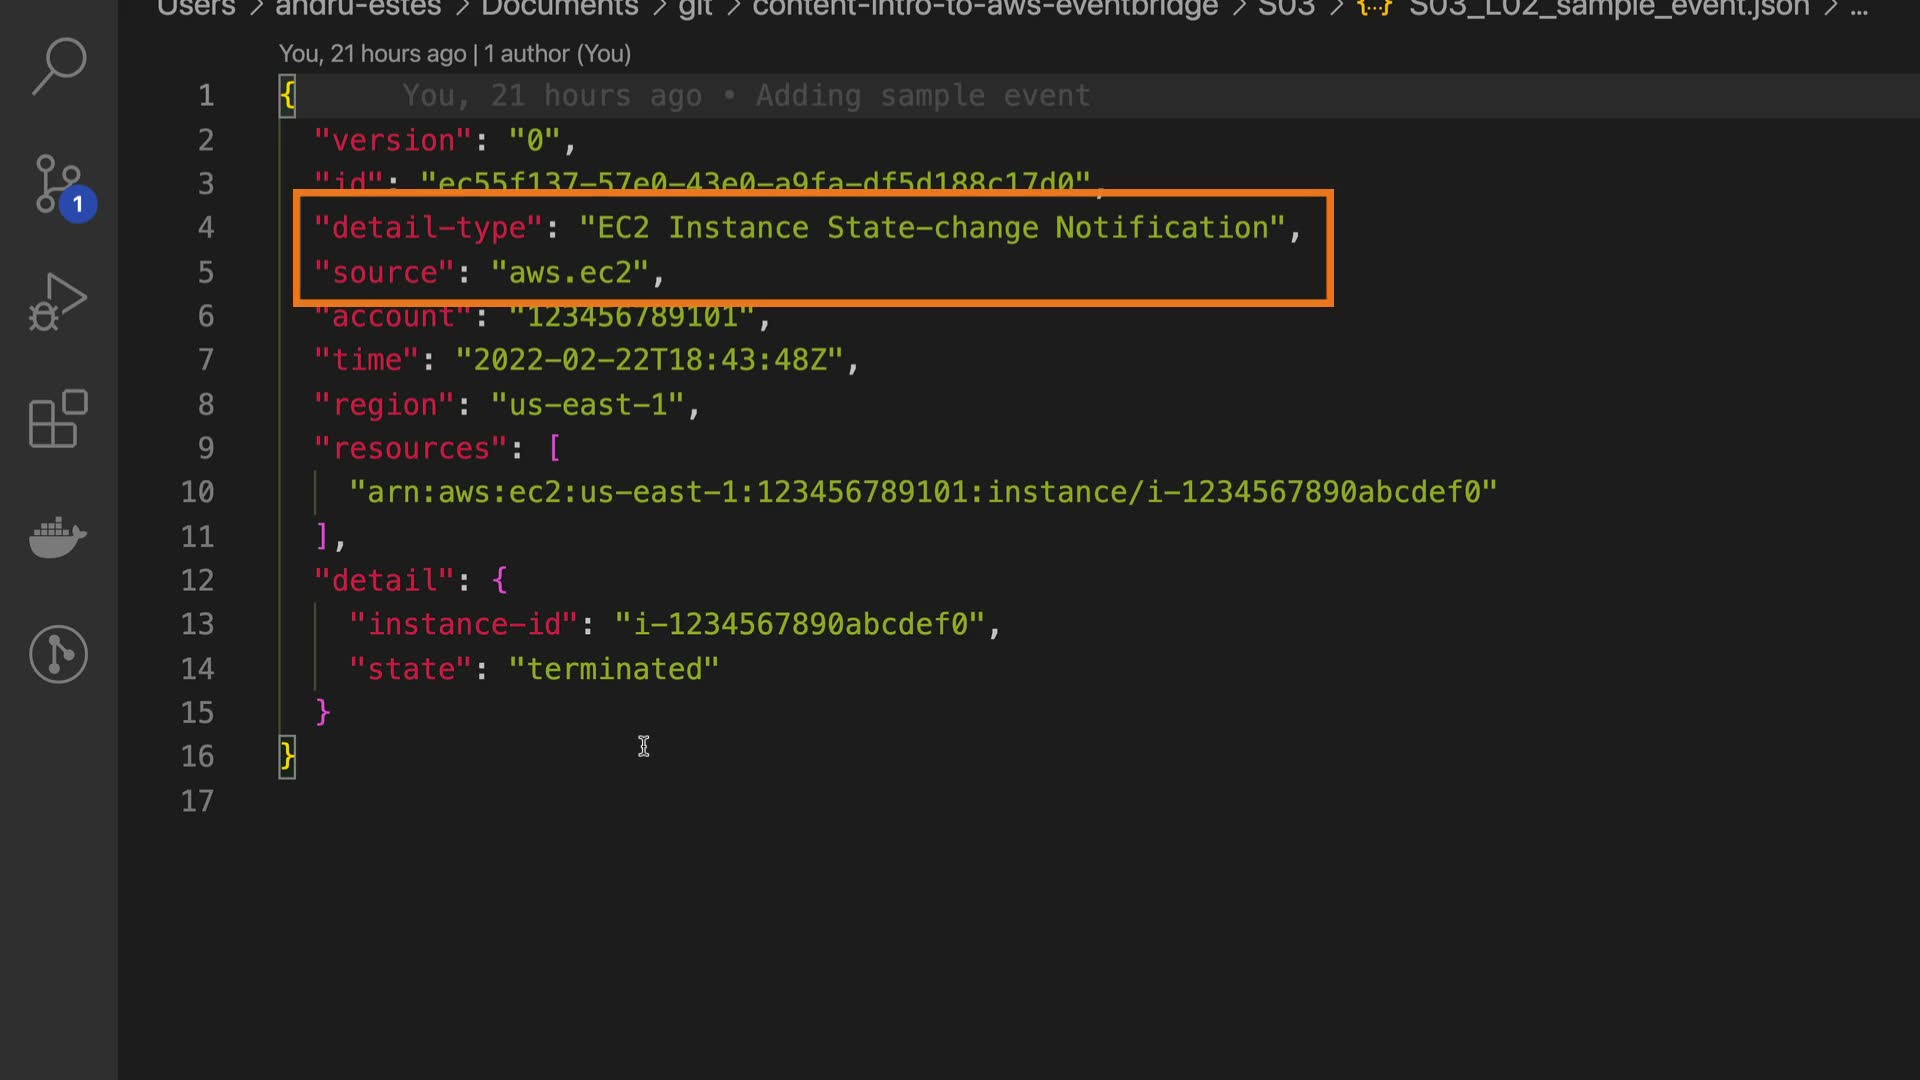 Users > andru-estes > Documents > git > content-intro-to-aws-eventbridge > S03 > {..} S03_L02_sample_event.json > ...
You, 21 hours ago | 1 author (You)
1 { You, 21 hours ago • Adding sample event
2 "version": "0",
3 "id": "ec55f137-57e0-43e0-a9fa-df5d188c17d0",
4 "detail-type": "EC2 Instance State-change Notification",
5 "source": "aws.ec2",
6 "account": "123456789101",
7 "time": "2022-02-22T18:43:48Z",
8 "region": "us-east-1",
9 "resources": [
10 "arn:aws:ec2:us-east-1:123456789101:instance/i-1234567890abcdef0"
11 ],
12 "detail": {
13 "instance-id": "i-1234567890abcdef0",
14 "state": "terminated"
15 }
16 }
17
1